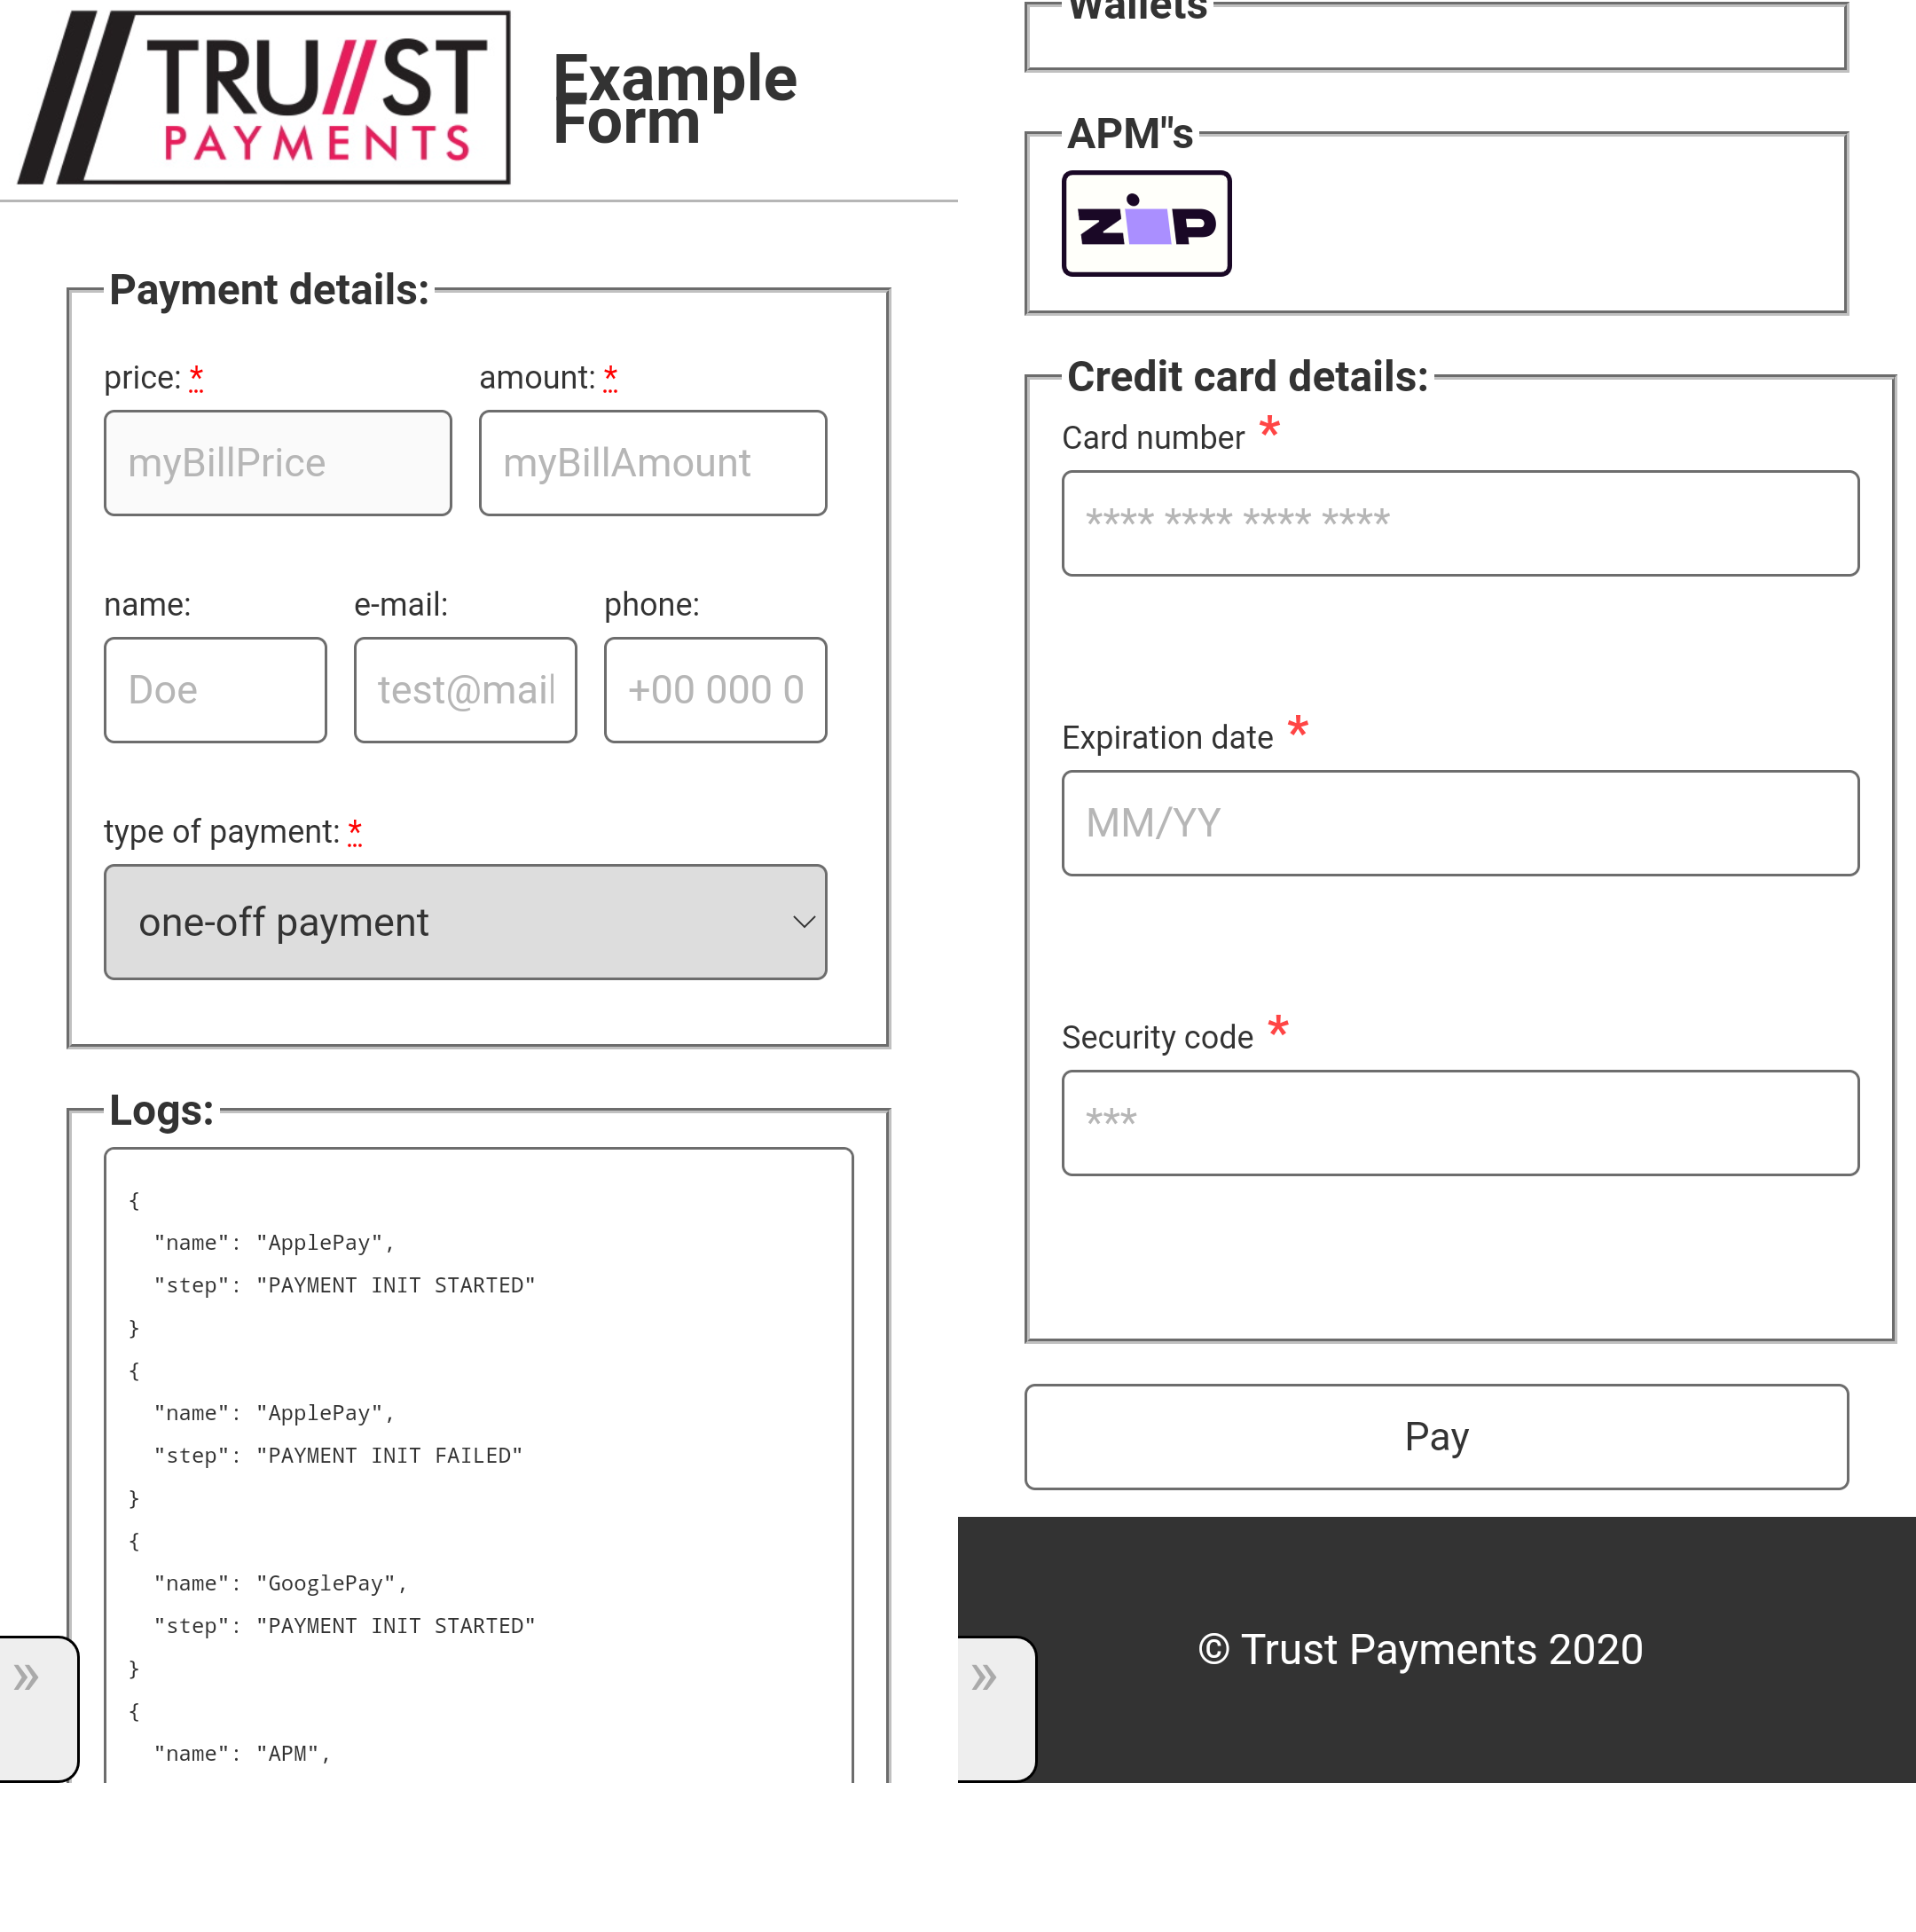 TRU//ST
PAYMENTS
Example
Form
Payment details:
price: *
amount: *
myBillPrice
myBillAmount
name:
e-mail:
phone:
Doe
test@mail
+00 000 0
type of payment: *
one-off payment
Logs:
{
"name": "ApplePay",
"step": "PAYMENT INIT STARTED"
}
{
"name": "ApplePay",
"step": "PAYMENT INIT FAILED"
}
{
"name": "GooglePay",
"step": "PAYMENT INIT STARTED"
}
{
"name": "APM",
»
Wallets
APM"s
zip
Credit card details:
Card number *
**** **** **** ****
Expiration date *
MM/YY
Security code *
***
Pay
© Trust Payments 2020
»